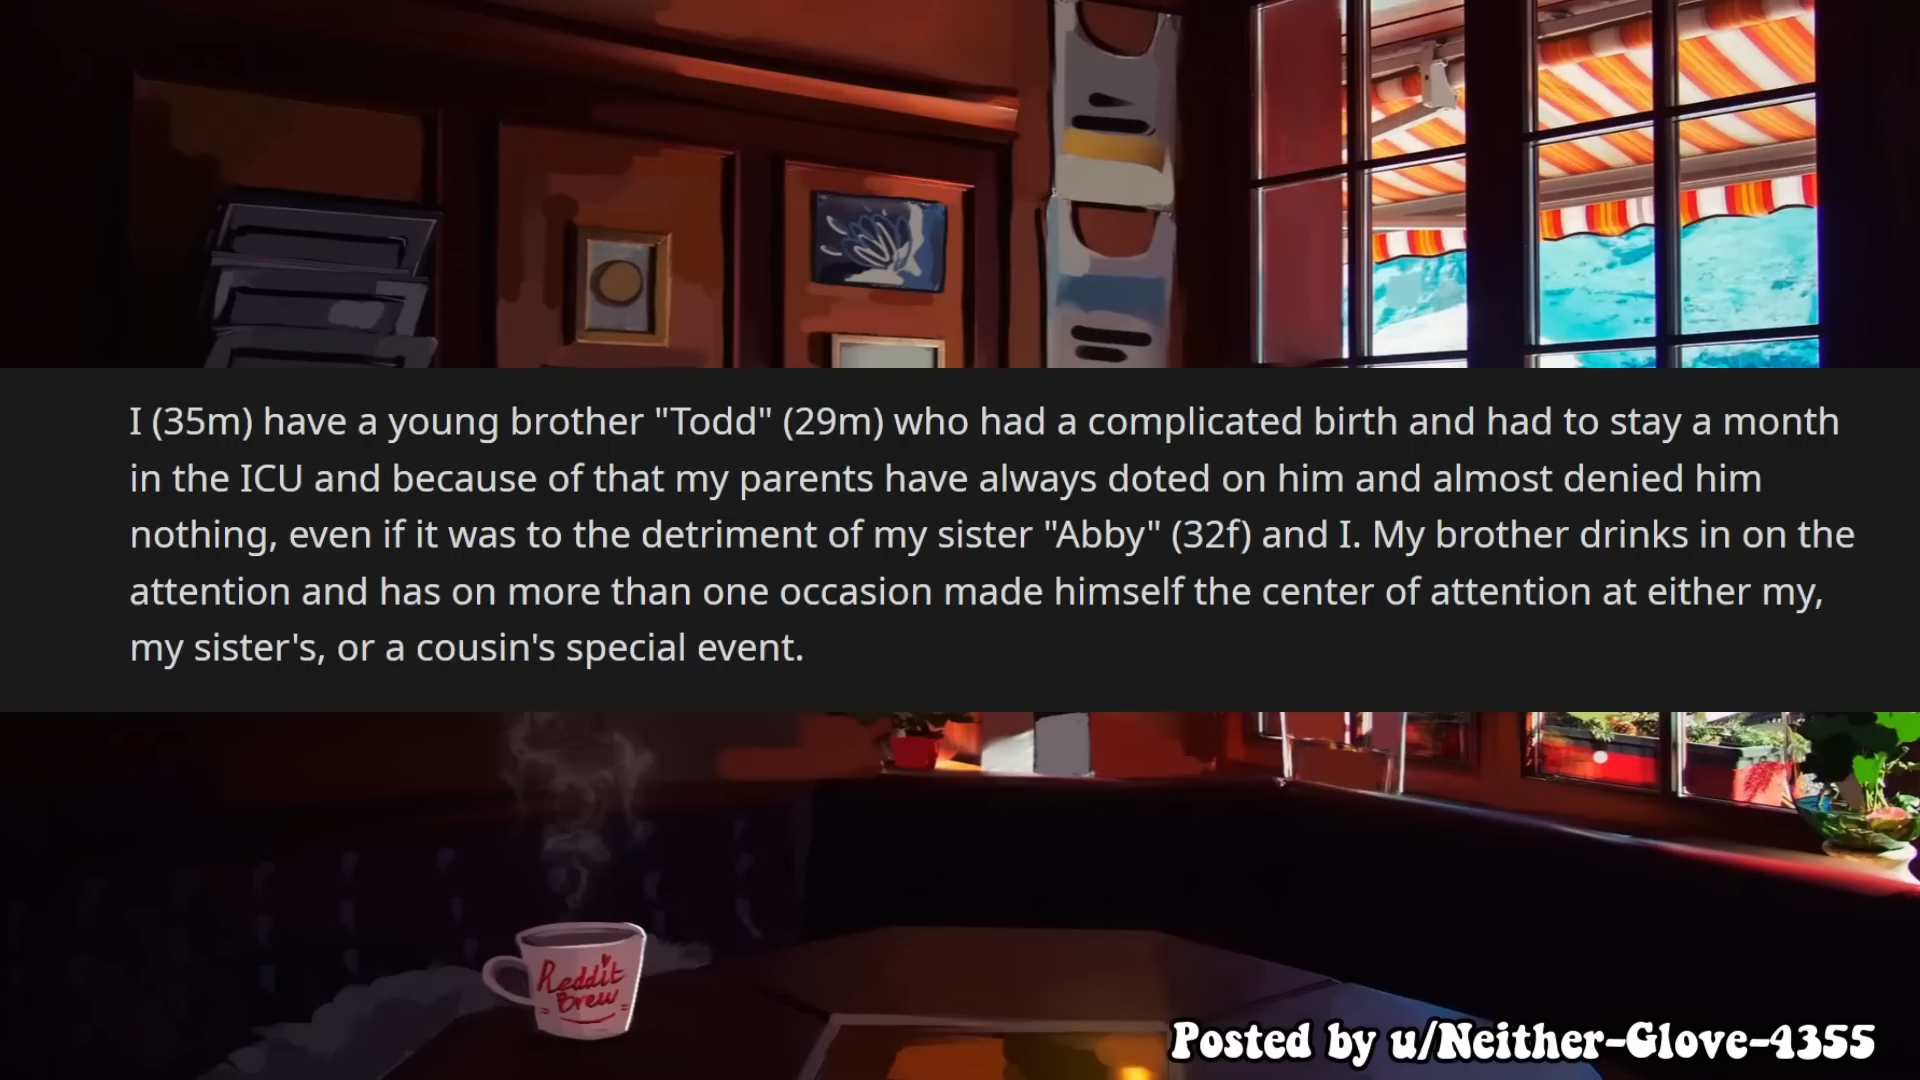 I (35m) have a young brother "Todd" (29m) who had a complicated birth and had to stay a month
in the ICU and because of that my parents have always doted on him and almost denied him
nothing, even if it was to the detriment of my sister "Abby" (32f) and I. My brother drinks in on the
attention and has on more than one occasion made himself the center of attention at either my,
my sister's, or a cousin's special event.
Reddit
Brew
Posted by u/Neither-Glove-4355